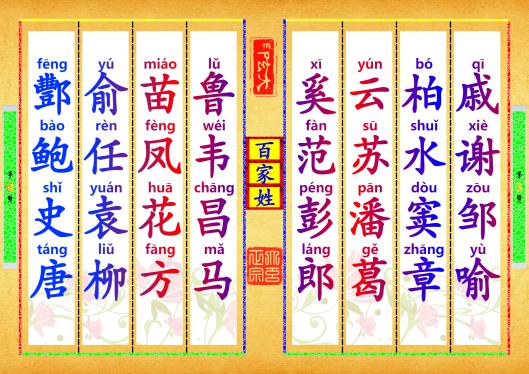 qī
戚
xiè
谢
zōu
邹
yù
喻
bó
柏
shuǐ
水
dòu
窦
zhāng
章
yún
云
sū
苏
pān
潘
gě
葛
xī
奚
fàn
范
péng
彭
láng
郎
百家姓
lǔ
鲁
wéi
韦
chāng
昌
mǎ
马
miáo
苗
fèng
凤
huā
花
fāng
方
yú
俞
rèn
任
yuán
袁
liǔ
柳
fēng
酆
bào
鲍
shǐ
史
táng
唐